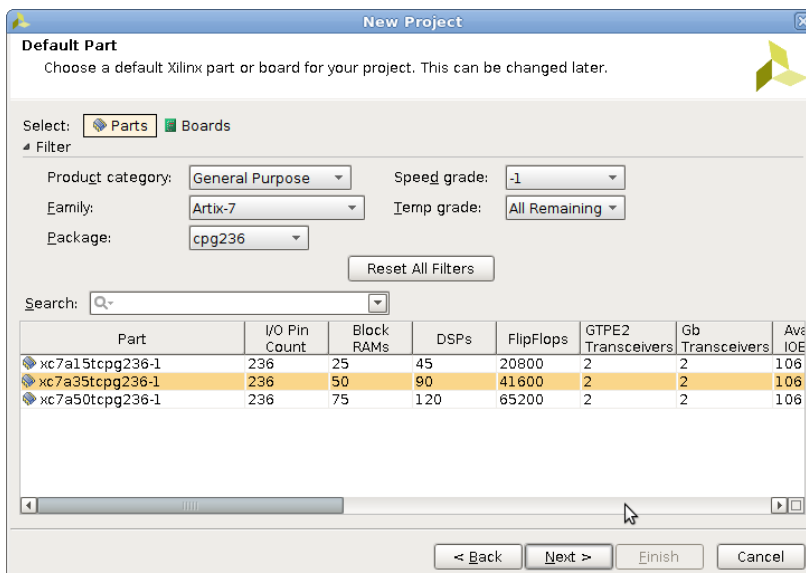 New Project
Default Part
Choose a default Xilinx part or board for your project. This can be changed later.
Select: Parts Boards
Filter
Product category: General Purpose Speed grade: -1
Family: Artix-7 Temp grade: All Remaining
Package: cpg236
Reset All Filters
Search:
Part I/O Pin Count Block RAMs DSPs FlipFlops GTPE2 Transceivers Gb Transceivers Ava IOE
xc7a15tcpg236-1 236 25 45 20800 2 2 106
xc7a35tcpg236-1 236 50 90 41600 2 2 106
xc7a50tcpg236-1 236 75 120 65200 2 2 106
< Back Next > Finish Cancel